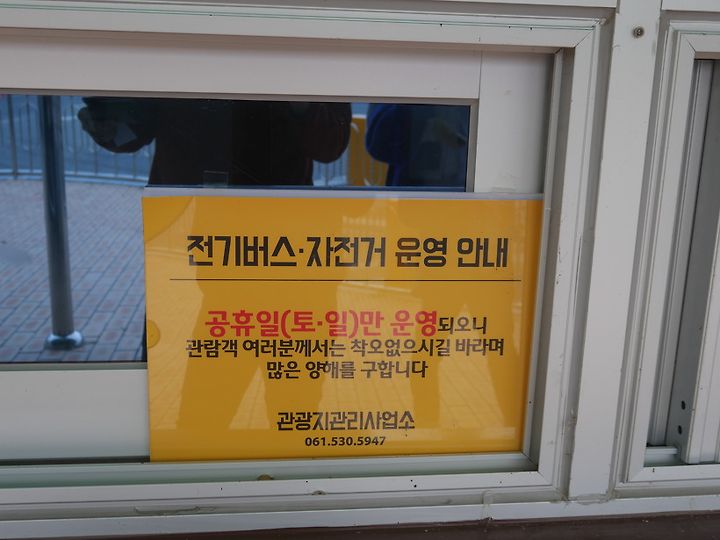 전기버스·자전거 운영 안내
공휴일(토·일)만 운영되오니
관람객 여러분께서는 착오없으시길 바라며
많은 양해를 구합니다
관광지관리사업소
061.530.5947